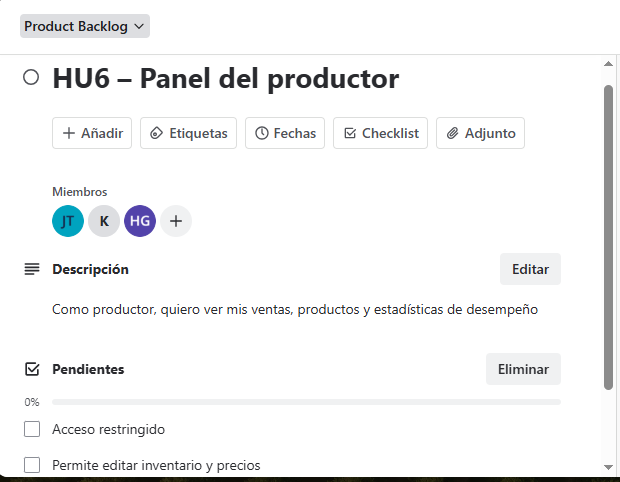 Product Backlog
HU6 – Panel del productor
Añadir
Etiquetas
Fechas
Checklist
Adjunto
Miembros
JT
K
HG
Descripción
Editar
Como productor, quiero ver mis ventas, productos y estadísticas de desempeño
Pendientes
Eliminar
0%
Acceso restringido
Permite editar inventario y precios